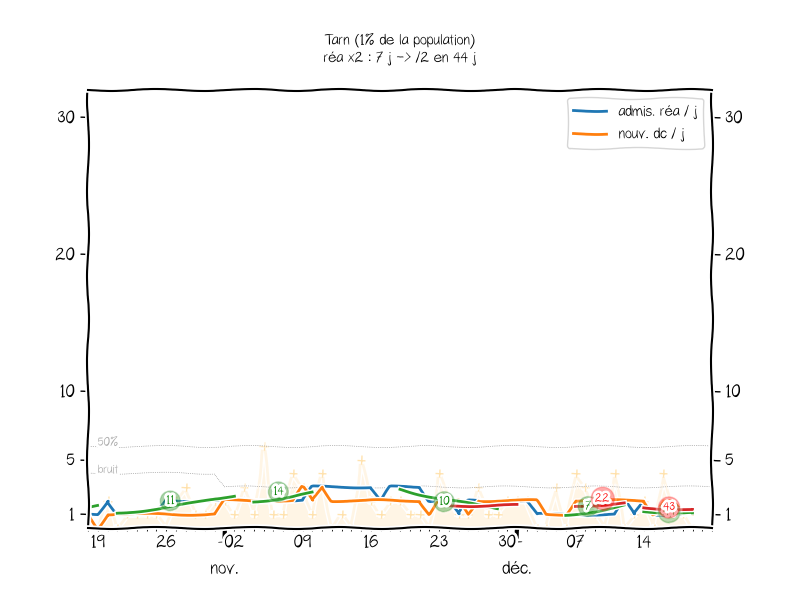 Tarn (1% de la population)
réa x2 : 7 j -> /2 en 44 j
admis. réa / j
nouv. dc / j
30
30
20
20
10
10
50%
5
5
bruit
11
14
10
7
22
43
1
1
19 26 02 09 16 23 30 07 14
nov. déc.